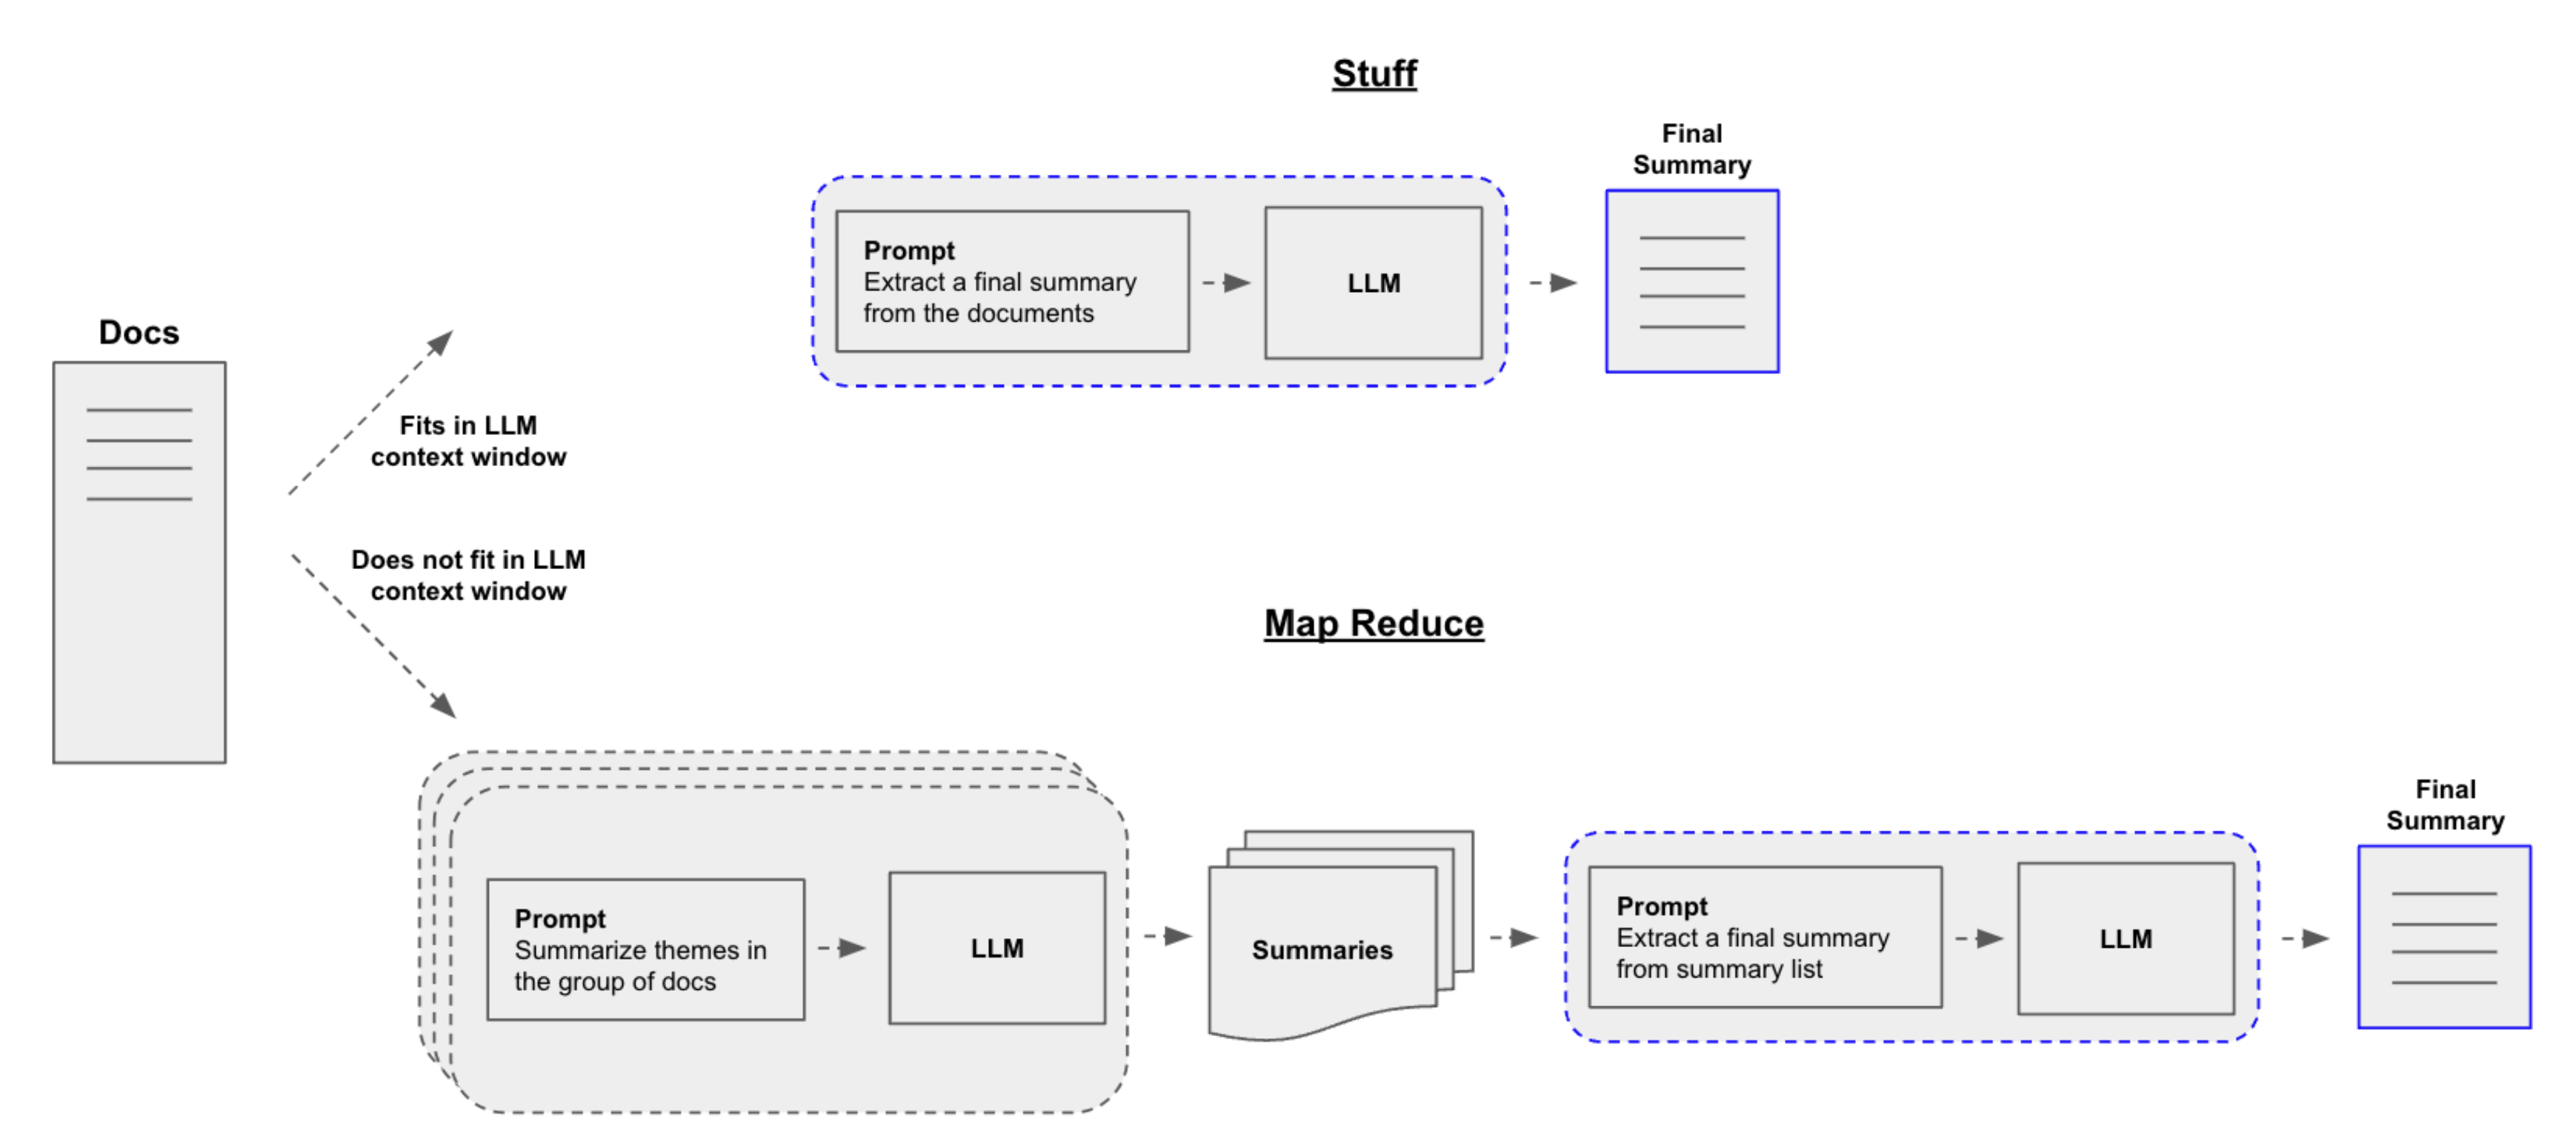 Stuff
Final
Summary
Prompt
Extract a final summary
from the documents
LLM
Docs
Fits in LLM
context window
Does not fit in LLM
context window
Map Reduce
Prompt
Summarize themes in
the group of docs
LLM
Summaries
Prompt
Extract a final summary
from summary list
LLM
Final
Summary